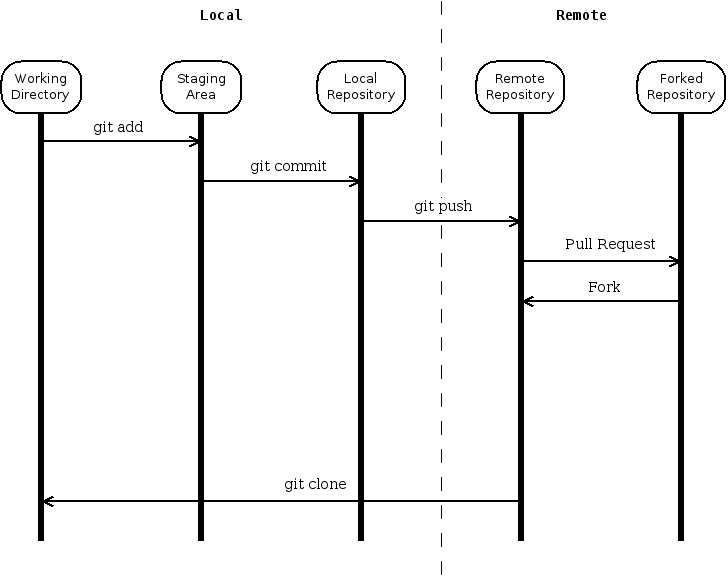 Local
Remote
Working
Directory
Staging
Area
Local
Repository
Remote
Repository
Forked
Repository
git add
git commit
git push
Pull Request
Fork
git clone